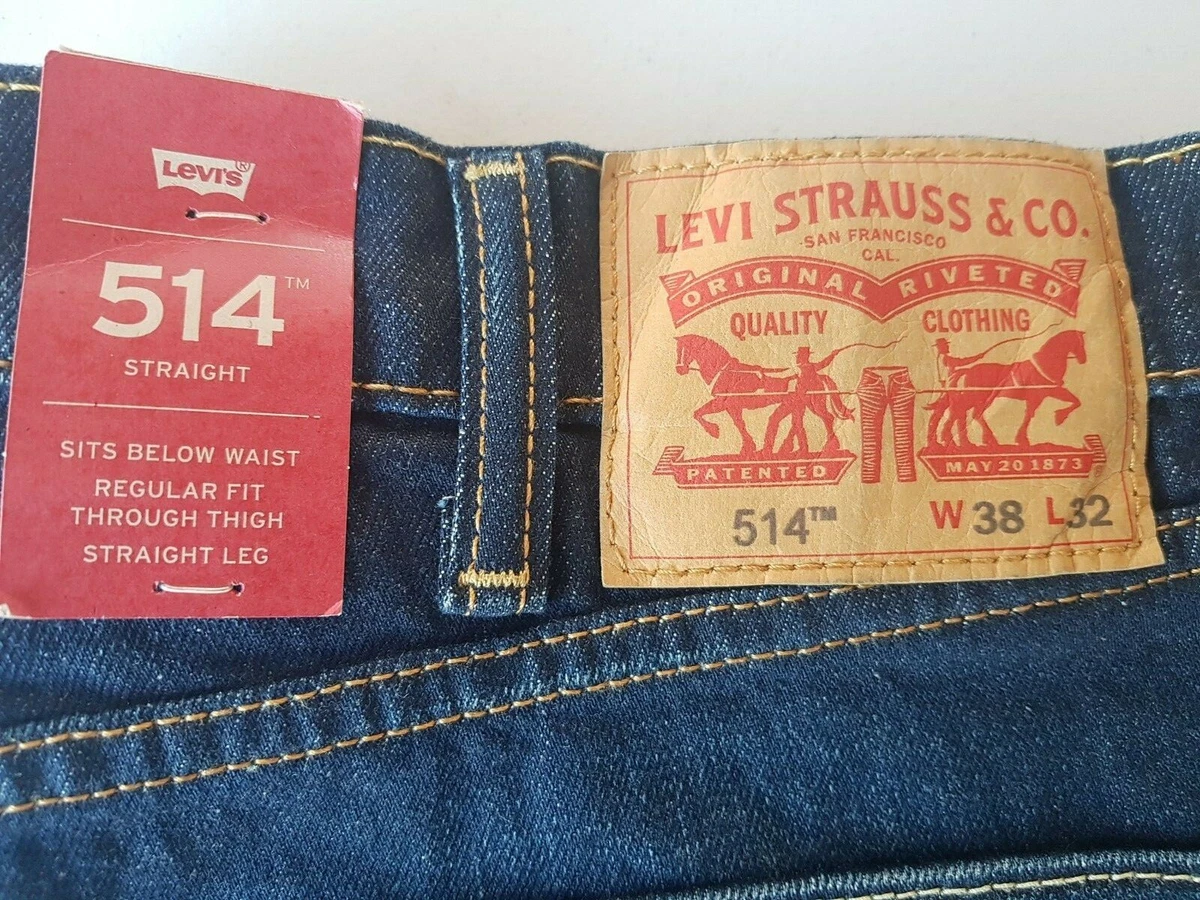 LEVI'S®
514™
STRAIGHT
SITS BELOW WAIST
REGULAR FIT
THROUGH THIGH
STRAIGHT LEG
LEVI STRAUSS & CO.
SAN FRANCISCO
CAL.
ORIGINAL RIVETED
QUALITY CLOTHING
PATENTED MAY 20 1873
514™ W 38 L 32